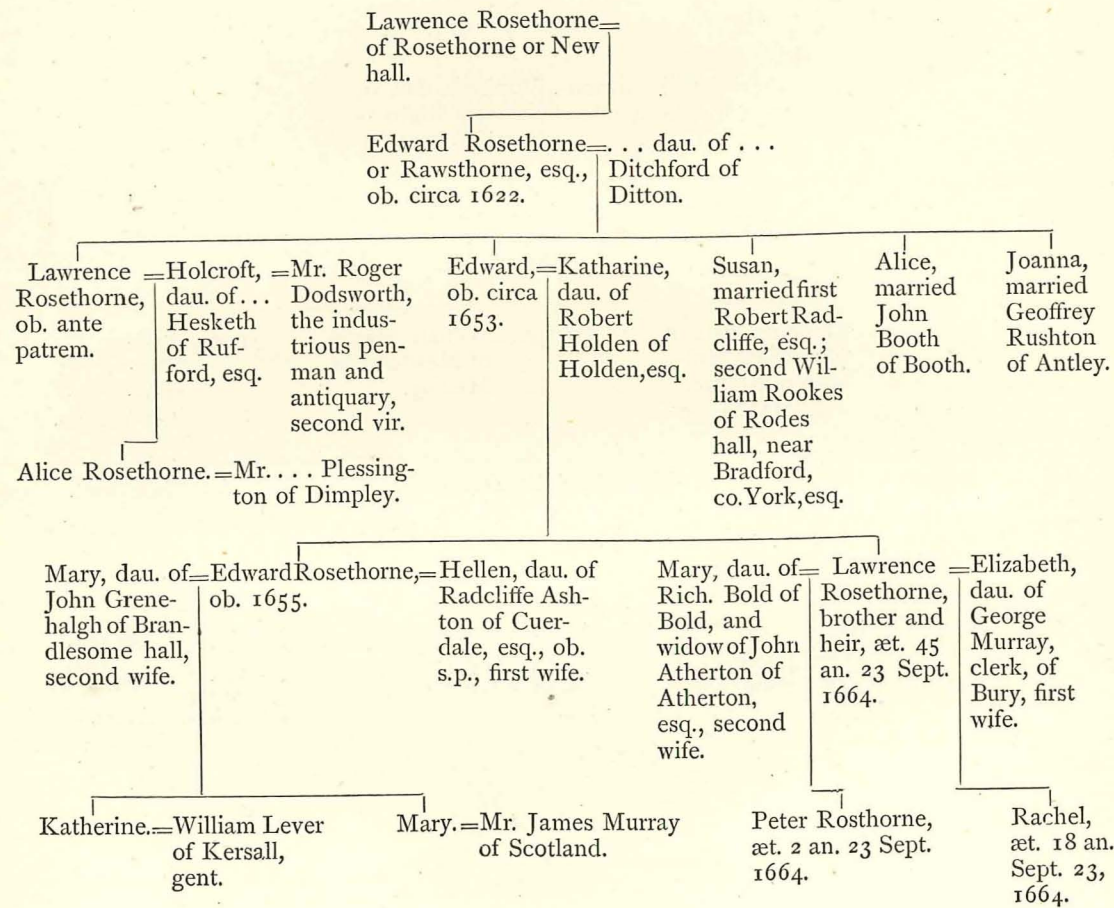 Lawrence Rosethorne=
of Rosethorne or New
hall.
Edward Rosethorne=... dau. of ...
or Rawsthorne, esq.,
ob. circa 1622.
Ditchford of
Ditton.
Lawrence
Rosethorne,
ob. ante
patrem.
=Holcroft,
dau. of...
Hesketh
of Ruf-
ford, esq.
=Mr. Roger
Dodsworth,
the indus-
trious pen-
man and
antiquary,
second vir.
Edward,=
ob. circa
1653.
Katharine,
dau. of
Robert
Holden of
Holden, esq.
Susan,
married first
Robert Rad-
cliffe, esq.;
second Wil-
liam Rookes
of Rodes
hall, near
Bradford,
co. York, esq.
Alice,
married
John
Booth
of Booth.
Joanna,
married
Geoffrey
Rushton
of Antley.
Alice Rosethorne.=Mr. ... Plessing-
ton of Dimpley.
Mary, dau. of=
John Grene-
halgh of Bran-
dlesome hall,
second wife.
Edward Rosethorne,=
ob. 1655.
Hellen, dau. of
Radcliffe Ash-
ton of Cuer-
dale, esq., ob.
s.p., first wife.
Mary, dau. of=
Rich. Bold of
Bold, and
widow of John
Atherton of
Atherton,
esq., second
wife.
Lawrence
Rosethorne,
brother and
heir, æt. 45
an. 23 Sept.
1664.
=Elizabeth,
dau. of
George
Murray,
clerk, of
Bury, first
wife.
Katherine.=William Lever
of Kersall,
gent.
Mary.=Mr. James Murray
of Scotland.
Peter Rosthorne,
æt. 2 an. 23 Sept.
1664.
Rachel,
æt. 18 an.
Sept. 23,
1664.